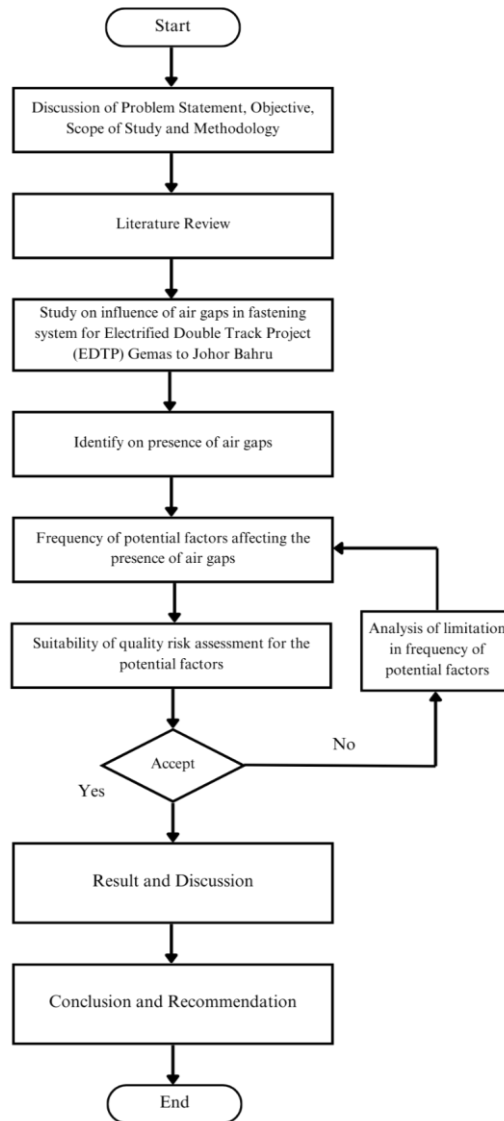 Start
Discussion of Problem Statement, Objective,
Scope of Study and Methodology
Literature Review
Study on influence of air gaps in fastening
system for Electrified Double Track Project
(EDTP) Gemas to Johor Bahru
Identify on presence of air gaps
Frequency of potential factors affecting the
presence of air gaps
Suitability of quality risk assessment for the
potential factors
Analysis of limitation
in frequency of
potential factors
Accept
No
Yes
Result and Discussion
Conclusion and Recommendation
End